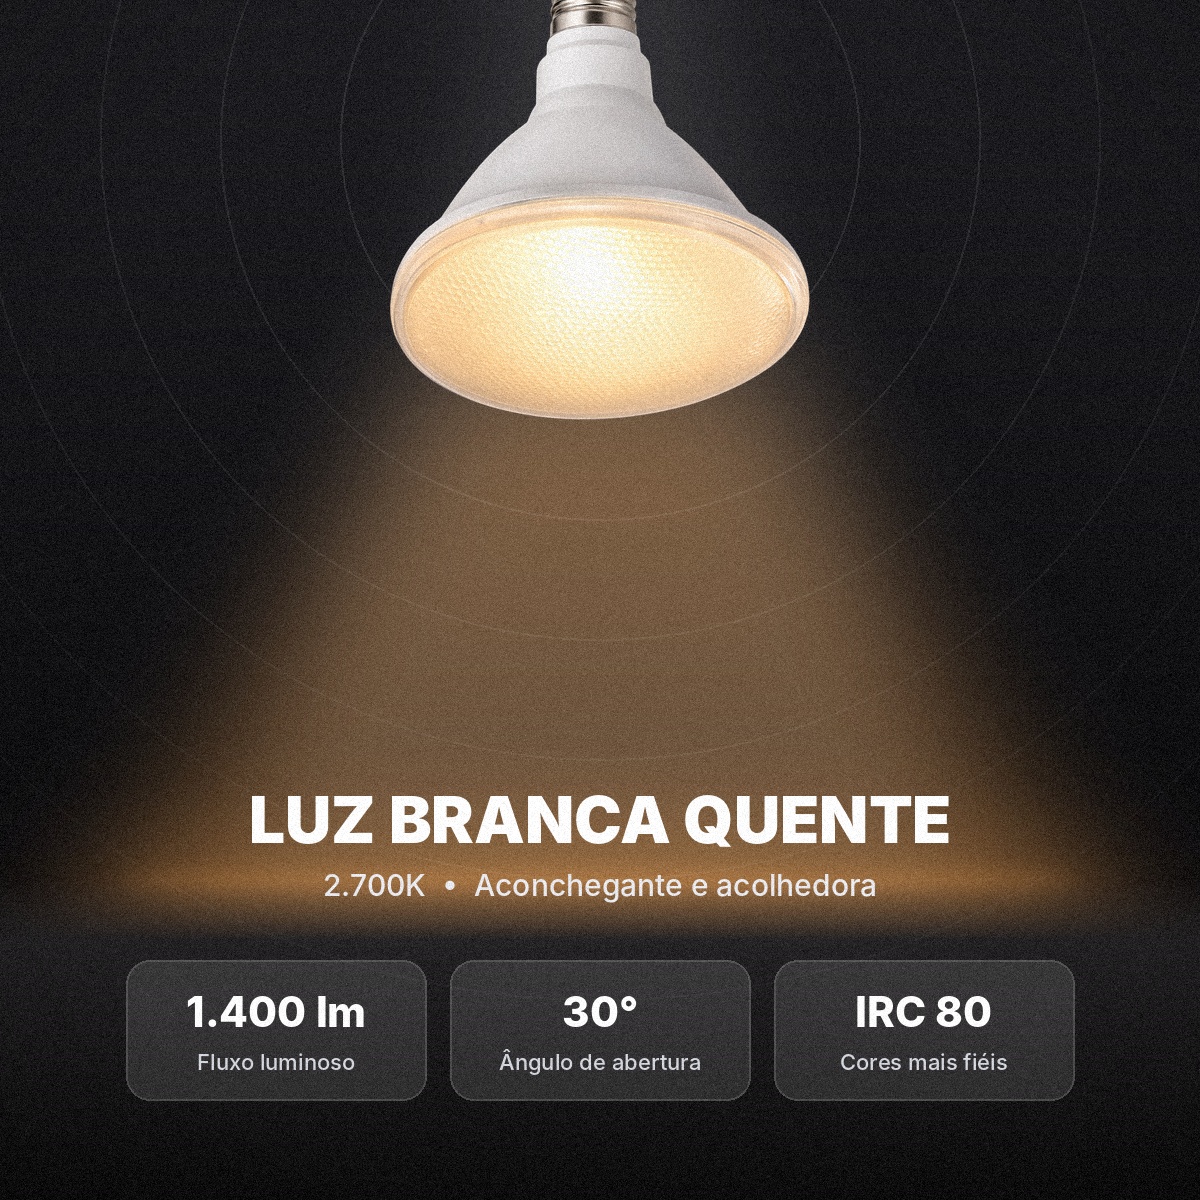 LUZ BRANCA QUENTE
2.700K • Aconchegante e acolhedora
1.400 lm
Fluxo luminoso
30°
Ângulo de abertura
IRC 80
Cores mais fiéis